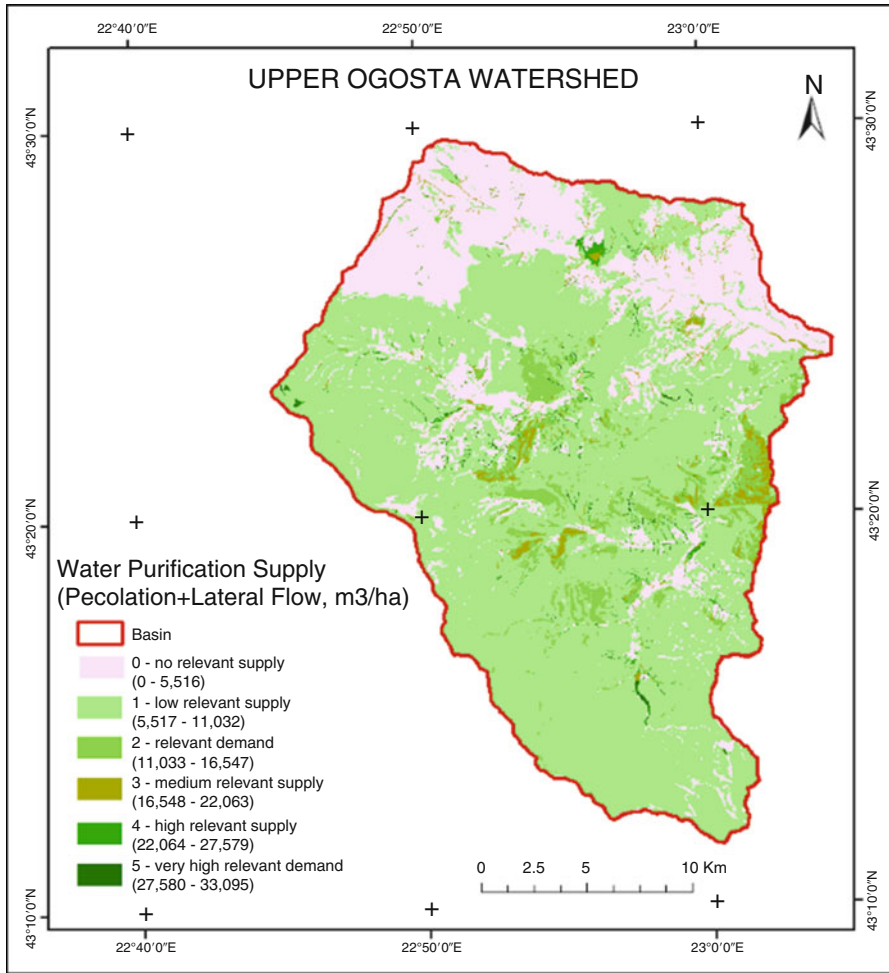 22°40′0″E
22°50′0″E
23°0′0″E
UPPER OGOSTA WATERSHED
N
43°30′0″N
43°30′0″N
43°20′0″N
43°20′0″N
Water Purification Supply
(Pecolation+Lateral Flow, m3/ha)
Basin
0 - no relevant supply
(0 - 5,516)
1 - low relevant supply
(5,517 - 11,032)
2 - relevant demand
(11,033 - 16,547)
3 - medium relevant supply
(16,548 - 22,063)
4 - high relevant supply
(22,064 - 27,579)
5 - very high relevant demand
(27,580 - 33,095)
0 2.5 5 10 Km
43°10′0″N
43°10′0″N
22°40′0″E
22°50′0″E
23°0′0″E